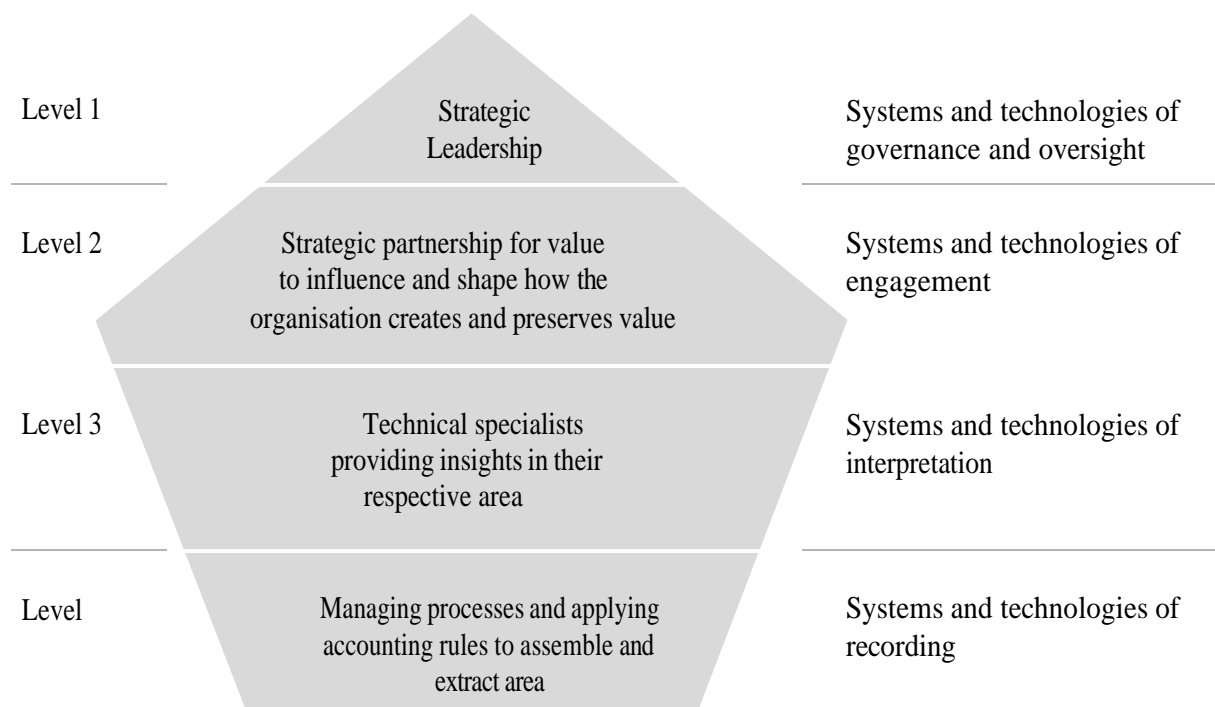 Level 1
Strategic
Leadership
Systems and technologies of
governance and oversight
Level 2
Strategic partnership for value
to influence and shape how the
organisation creates and preserves value
Systems and technologies of
engagement
Level 3
Technical specialists
providing insights in their
respective area
Systems and technologies of
interpretation
Level
Managing processes and applying
accounting rules to assemble and
extract area
Systems and technologies of
recording